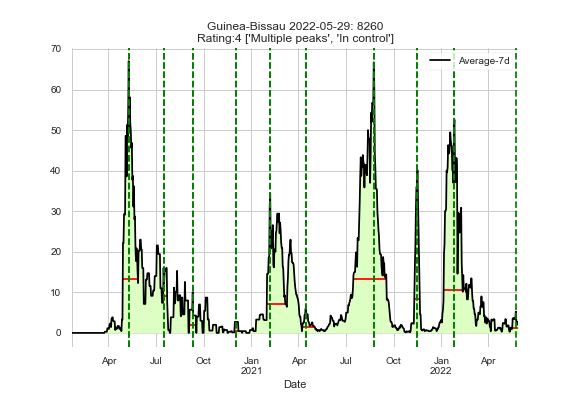 Guinea-Bissau 2022-05-29: 8260
Rating:4 ['Multiple peaks', 'In control']
Average-7d
70
60
50
40
30
20
10
0
Apr Jul Oct Jan Apr Jul Oct Jan Apr
2021 2022
Date